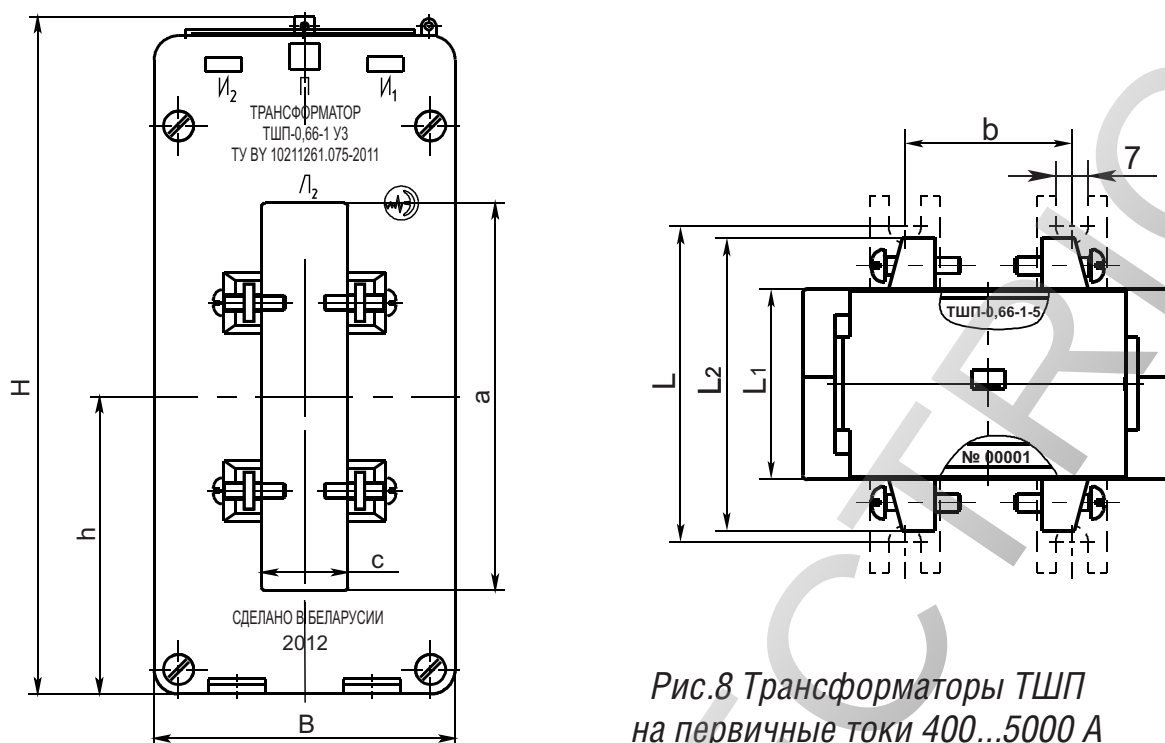 И₂ П И₁
ТРАНСФОРМАТОР
ТШП-0,66-1 У3
ТУ BY 10211261.075-2011
Л₂
H
h
a
c
СДЕЛАНО В БЕЛАРУСИИ
2012
B
b
7
L
L2
L1
ТШП-0,66-1-5
№ 00001
Рис.8 Трансформаторы ТШП
на первичные токи 400...5000 А
CTRIC